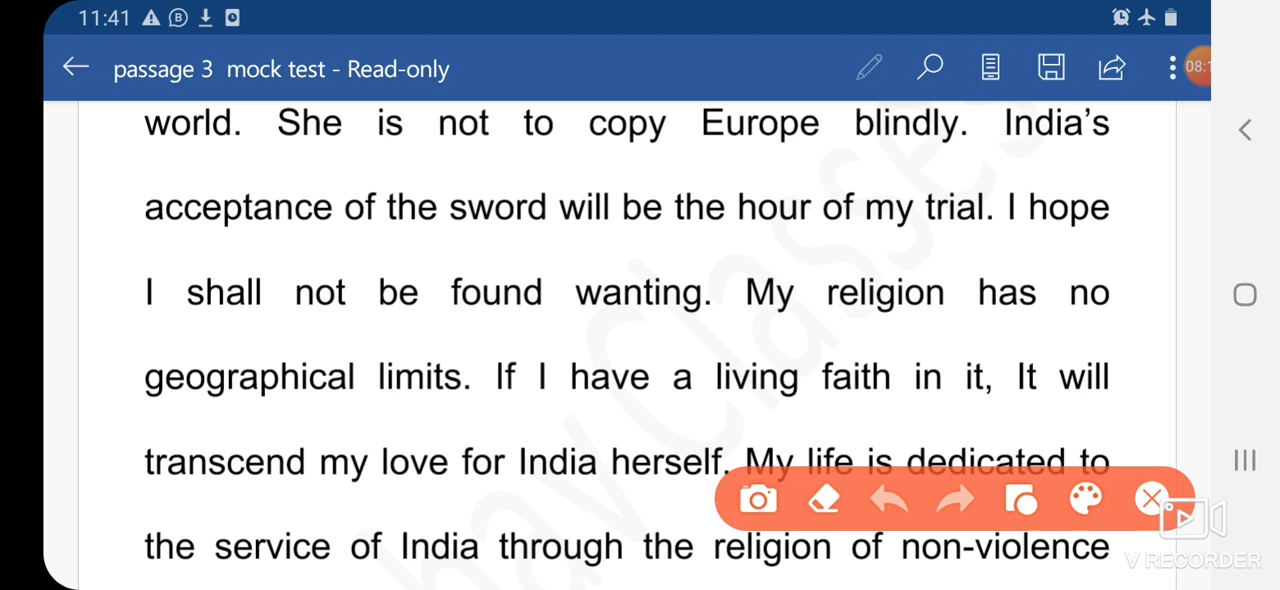 11:41
passage 3 mock test - Read-only
08:1
world. She is not to copy Europe blindly. India's
acceptance of the sword will be the hour of my trial. I hope
I shall not be found wanting. My religion has no
geographical limits. If I have a living faith in it, It will
transcend my love for India herself. My life is dedicated to
the service of India through the religion of non-violence
Classes
V RECORDER